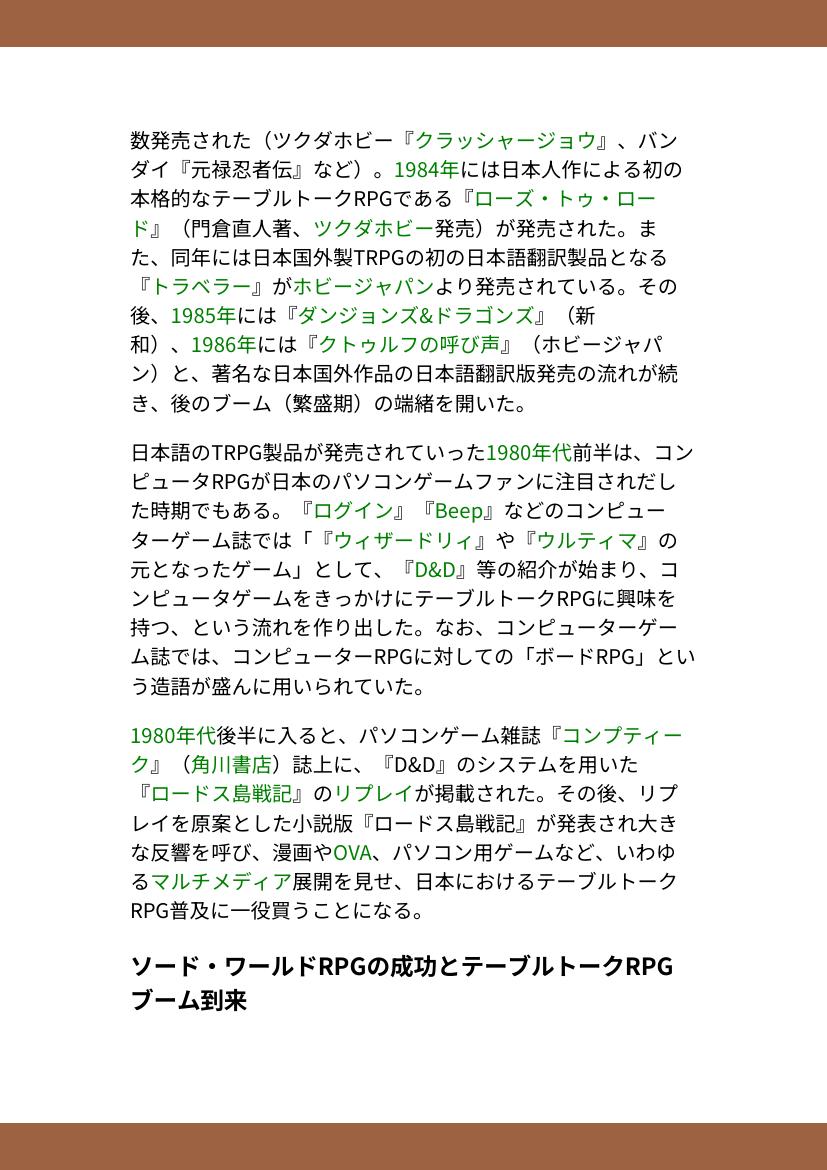 数発売された（ツクダホビー『クラッシャージョウ』、バン
ダイ『元禄忍者伝』など）。1984年には日本人作による初の
本格的なテーブルトークRPGである『ローズ・トゥ・ロー
ド』（門倉直人著、ツクダホビー発売）が発売された。ま
た、同年には日本国外製TRPGの初の日本語翻訳製品となる
『トラベラー』がホビージャパンより発売されている。その
後、1985年には『ダンジョンズ&ドラゴンズ』（新
和）、1986年には『クトゥルフの呼び声』（ホビージャパ
ン）と、著名な日本国外作品の日本語翻訳版発売の流れが続
き、後のブーム（繁盛期）の端緒を開いた。
日本語のTRPG製品が発売されていった1980年代前半は、コン
ピュータRPGが日本のパソコンゲームファンに注目されだし
た時期でもある。『ログイン』『Beep』などのコンピュー
ターゲーム誌では「『ウィザードリィ』や『ウルティマ』の
元となったゲーム」として、『D&D』等の紹介が始まり、コ
ンピュータゲームをきっかけにテーブルトークRPGに興味を
持つ、という流れを作り出した。なお、コンピューターゲー
ム誌では、コンピューターRPGに対しての「ボードRPG」とい
う造語が盛んに用いられていた。
1980年代後半に入ると、パソコンゲーム雑誌『コンプティー
ク』（角川書店）誌上に、『D&D』のシステムを用いた
『ロードス島戦記』のリプレイが掲載された。その後、リプ
レイを原案とした小説版『ロードス島戦記』が発表され大き
な反響を呼び、漫画やOVA、パソコン用ゲームなど、いわゆ
るマルチメディア展開を見せ、日本におけるテーブルトーク
RPG普及に一役買うことになる。
ソード・ワールドRPGの成功とテーブルトークRPG
ブーム到来